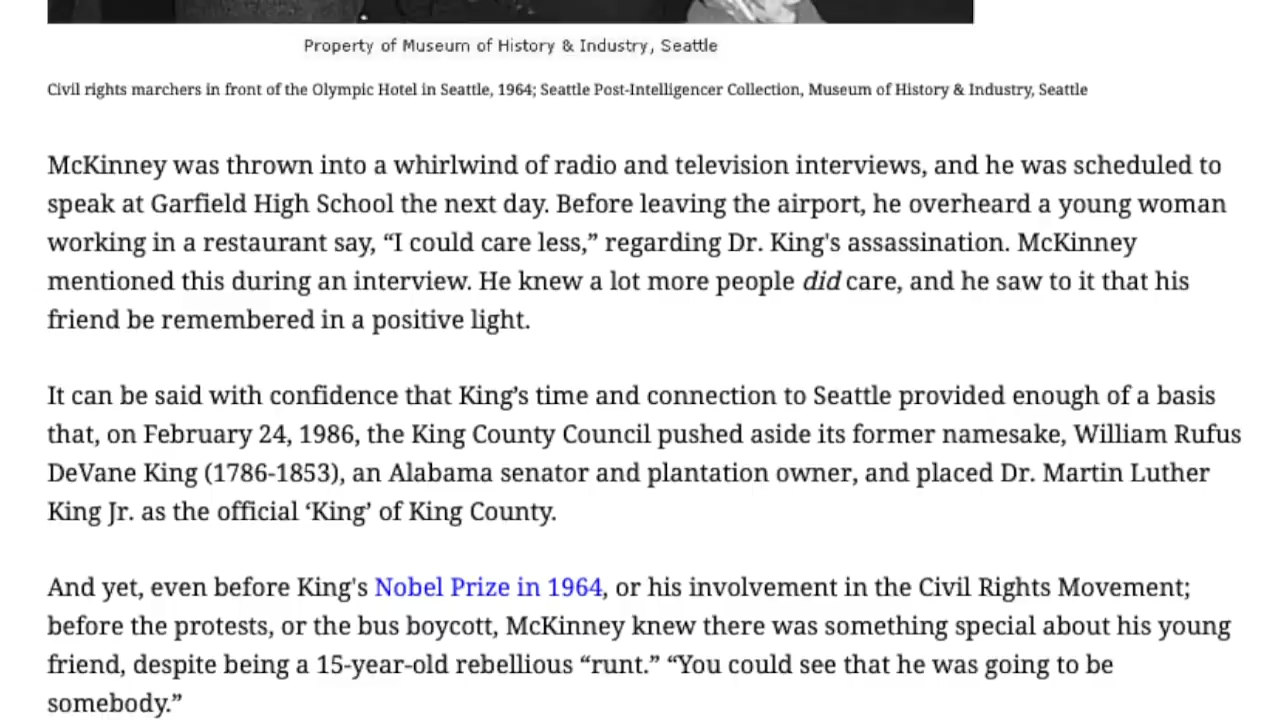 Property of Museum of History & Industry, Seattle
Civil rights marchers in front of the Olympic Hotel in Seattle, 1964; Seattle Post-Intelligencer Collection, Museum of History & Industry, Seattle
McKinney was thrown into a whirlwind of radio and television interviews, and he was scheduled to
speak at Garfield High School the next day. Before leaving the airport, he overheard a young woman
working in a restaurant say, “I could care less,” regarding Dr. King's assassination. McKinney
mentioned this during an interview. He knew a lot more people did care, and he saw to it that his
friend be remembered in a positive light.
It can be said with confidence that King’s time and connection to Seattle provided enough of a basis
that, on February 24, 1986, the King County Council pushed aside its former namesake, William Rufus
DeVane King (1786-1853), an Alabama senator and plantation owner, and placed Dr. Martin Luther
King Jr. as the official ‘King’ of King County.
And yet, even before King's Nobel Prize in 1964, or his involvement in the Civil Rights Movement;
before the protests, or the bus boycott, McKinney knew there was something special about his young
friend, despite being a 15-year-old rebellious “runt.” “You could see that he was going to be
somebody.”